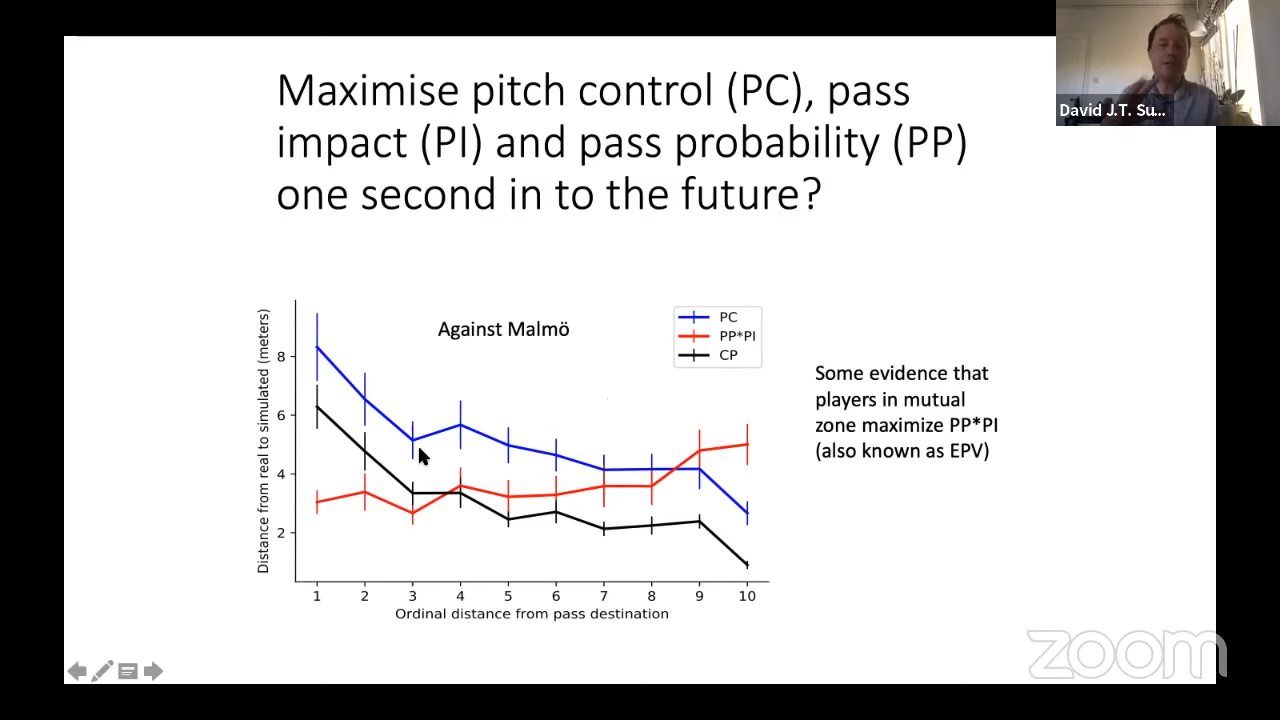 Maximise pitch control (PC), pass
impact (PI) and pass probability (PP)
one second in to the future?
David J.T. Su...
Against Malmö
PC
PP*PI
CP
Distance from real to simulated (meters)
8
6
4
2
1 2 3 4 5 6 7 8 9 10
Ordinal distance from pass destination
Some evidence that
players in mutual
zone maximize PP*PI
(also known as EPV)
zoom